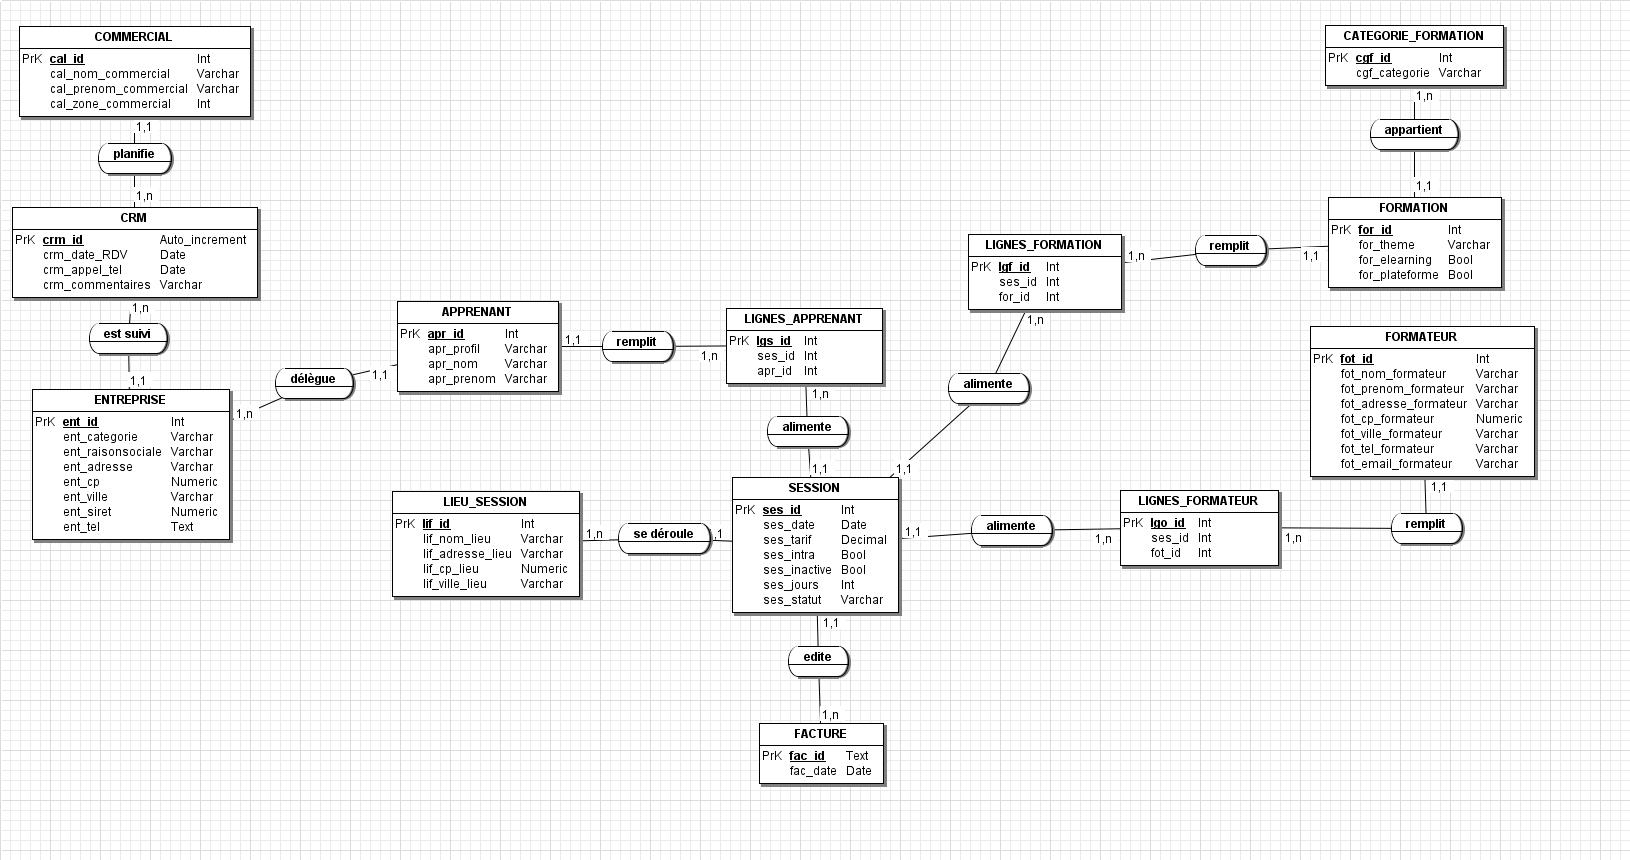 COMMERCIAL
PrK cal_id Int
cal_nom_commercial Varchar
cal_prenom_commercial Varchar
cal_zone_commercial Int
1,1
planifie
1,n
CRM
PrK crm_id Auto_increment
crm_date_RDV Date
crm_appel_tel Date
crm_commentaires Varchar
1,n
est suivi
1,1
ENTREPRISE
PrK ent_id Int
ent_categorie Varchar
ent_raisonsociale Varchar
ent_adresse Varchar
ent_cp Numeric
ent_ville Varchar
ent_siret Numeric
ent_tel Text
1,n
délègue
1,1
APPRENANT
PrK apr_id Int
apr_profil Varchar
apr_nom Varchar
apr_prenom Varchar
1,1
remplit
1,n
LIGNES_APPRENANT
PrK lgs_id Int
ses_id Int
apr_id Int
1,n
alimente
1,1
LIEU_SESSION
PrK lif_id Int
lif_nom_lieu Varchar
lif_adresse_lieu Varchar
lif_cp_lieu Numeric
lif_ville_lieu Varchar
1,n
se déroule
,1
SESSION
PrK ses_id Int
ses_date Date
ses_tarif Decimal
ses_intra Bool
ses_inactive Bool
ses_jours Int
ses_statut Varchar
1,1
edite
1,n
FACTURE
PrK fac_id Text
fac_date Date
CATEGORIE_FORMATION
PrK cgf_id Int
cgf_categorie Varchar
1,n
appartient
1,1
FORMATION
PrK for_id Int
for_theme Varchar
for_elearning Bool
for_plateforme Bool
1,1
remplit
1,n
LIGNES_FORMATION
PrK lgf_id Int
ses_id Int
for_id Int
1,n
alimente
1,1
FORMATEUR
PrK fot_id Int
fot_nom_formateur Varchar
fot_prenom_formateur Varchar
fot_adresse_formateur Varchar
fot_cp_formateur Numeric
fot_ville_formateur Varchar
fot_tel_formateur Varchar
fot_email_formateur Varchar
1,1
remplit
1,n
LIGNES_FORMATEUR
PrK lgo_id Int
ses_id Int
fot_id Int
1,n
alimente
1,1